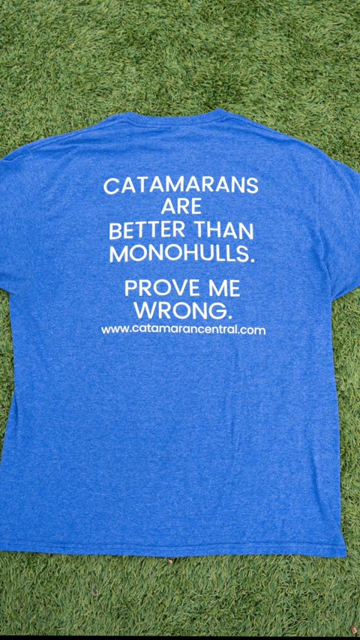 CATAMARANS
ARE
BETTER THAN
MONOHULLS.
PROVE ME
WRONG.
www.catamarancentral.com